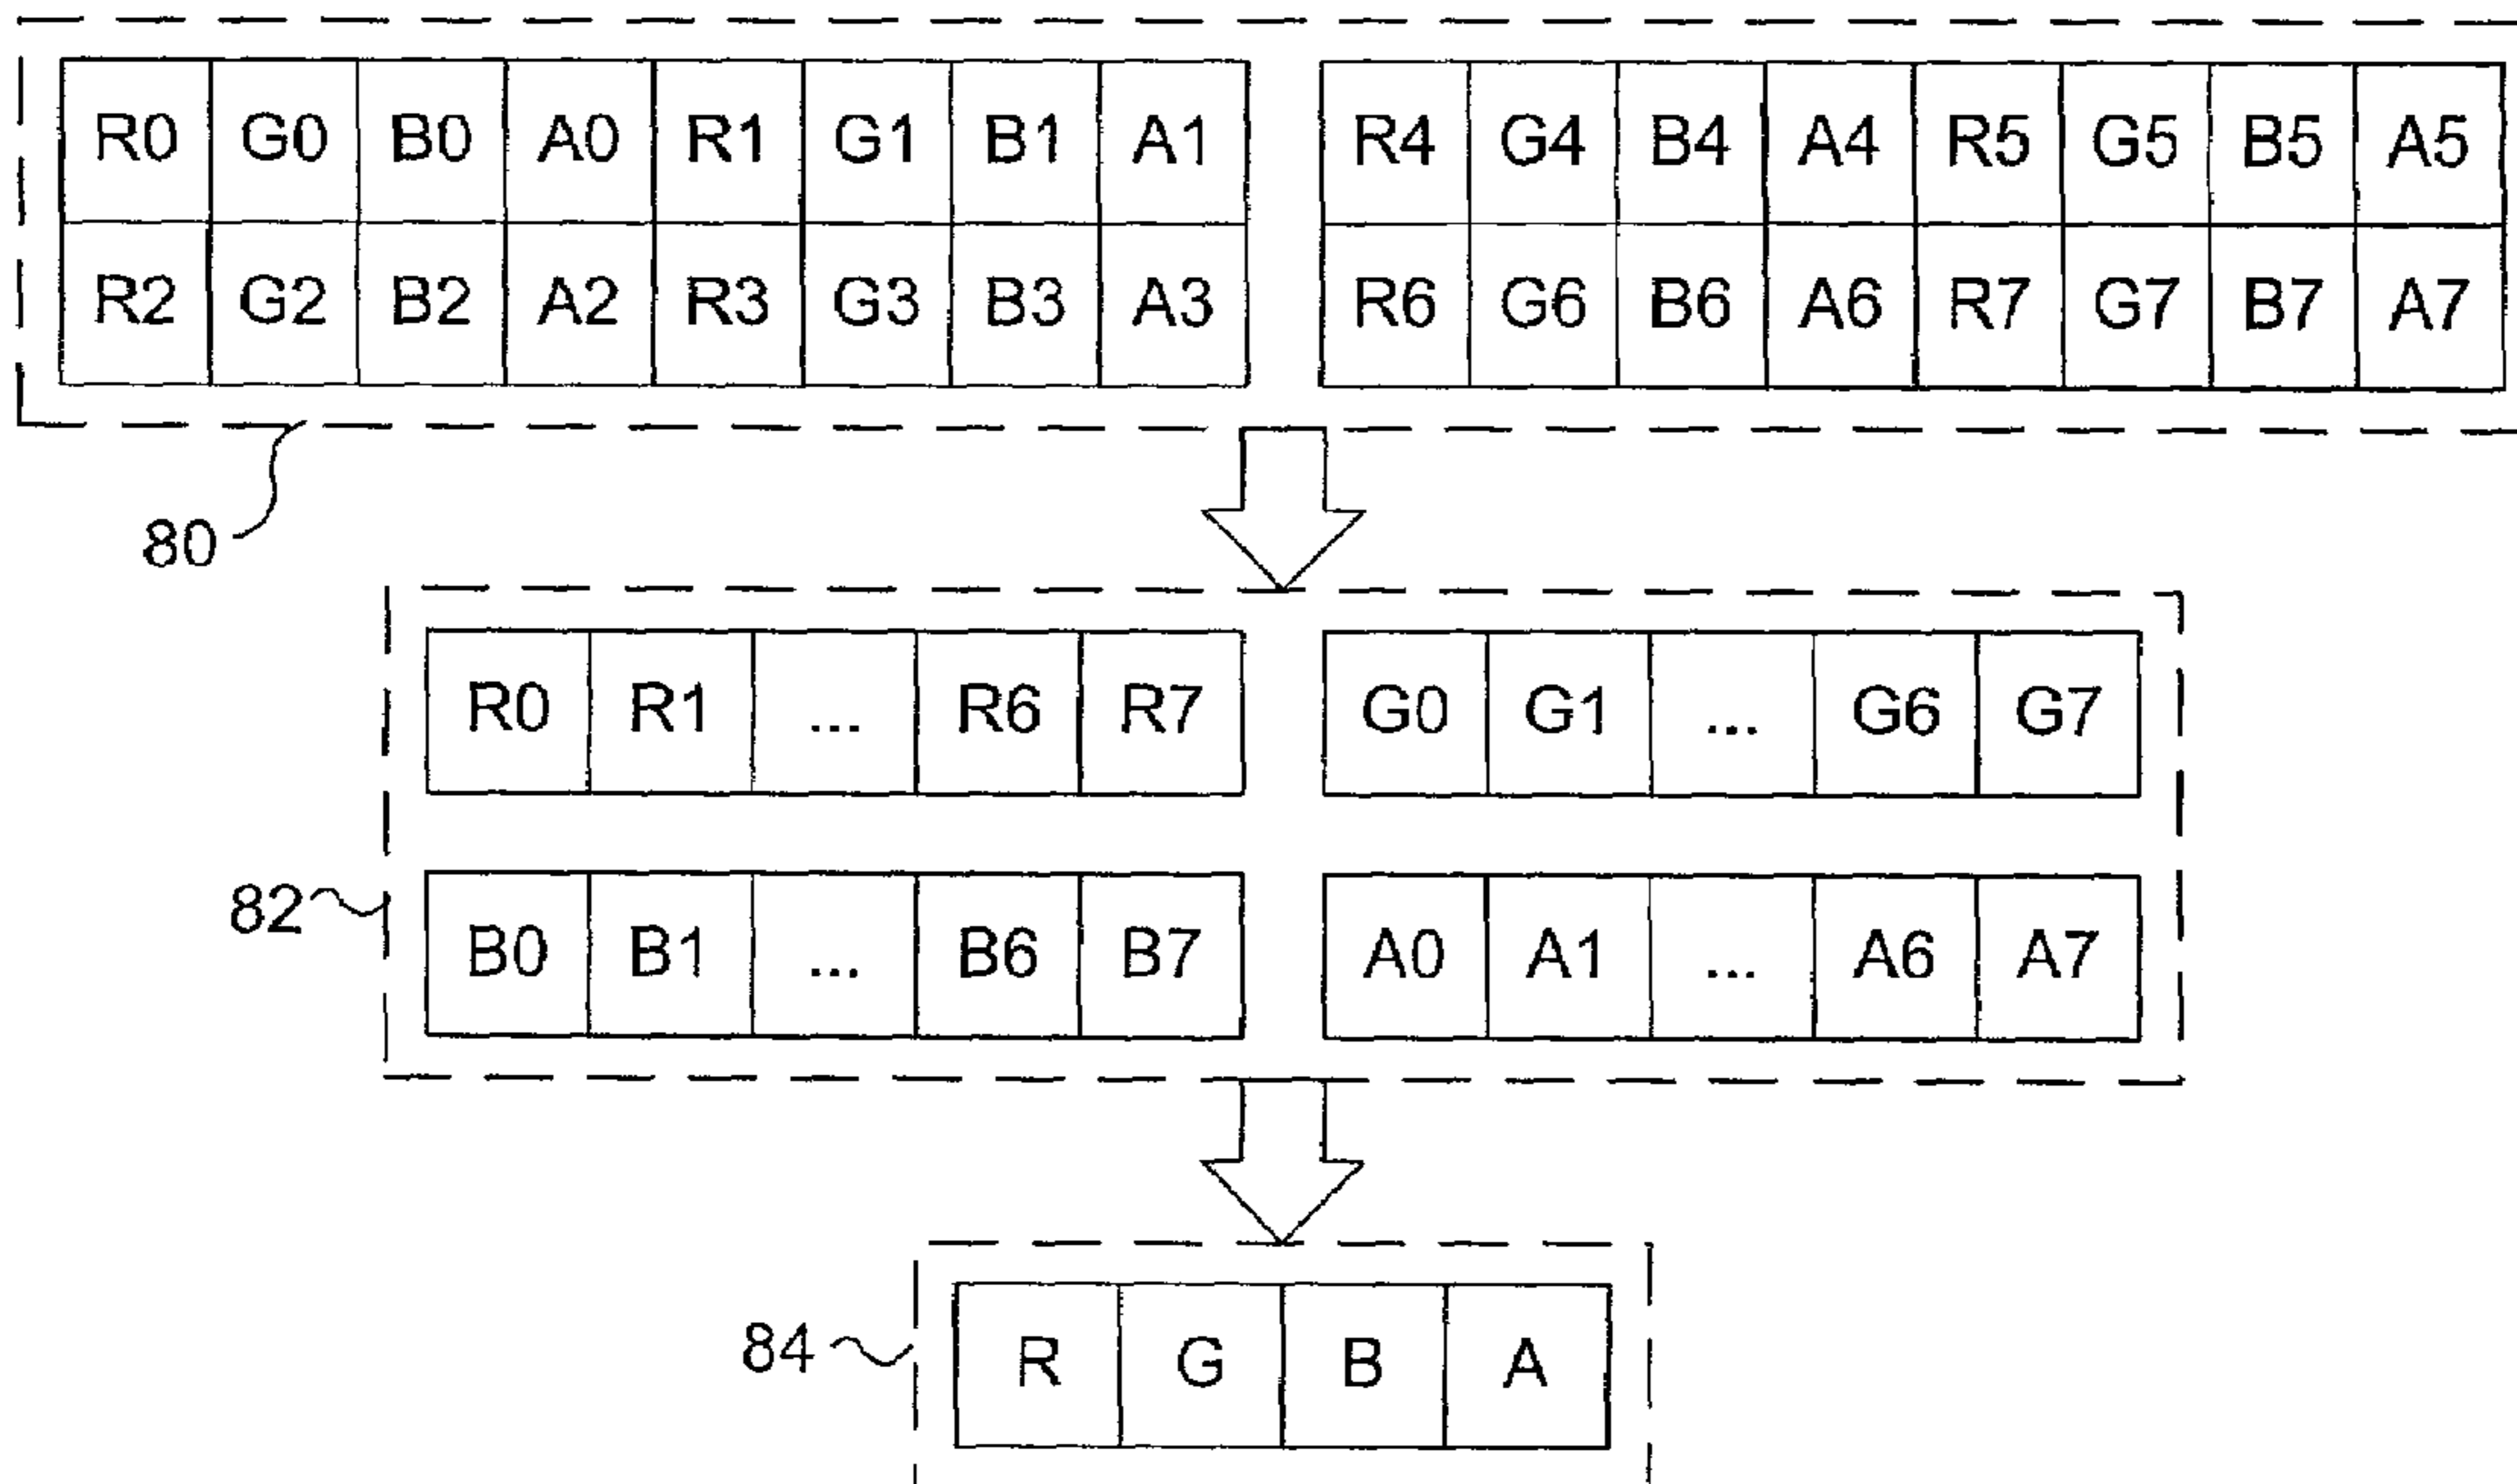 R0 G0 B0 A0 R1 G1 B1 A1 R4 G4 B4 A4 R5 G5 B5 A5
R2 G2 B2 A2 R3 G3 B3 A3 R6 G6 B6 A6 R7 G7 B7 A7
80
R0 R1 ... R6 R7 G0 G1 ... G6 G7
82 B0 B1 ... B6 B7 A0 A1 ... A6 A7
84 R G B A